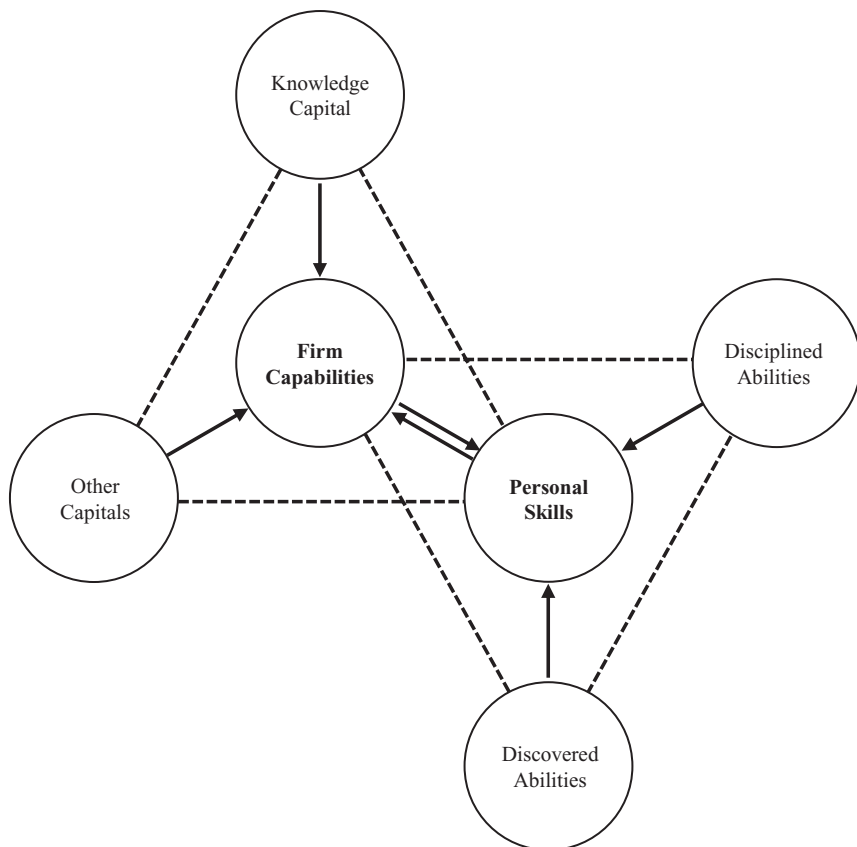 Knowledge
Capital
Firm
Capabilities
Disciplined
Abilities
Other
Capitals
Personal
Skills
Discovered
Abilities